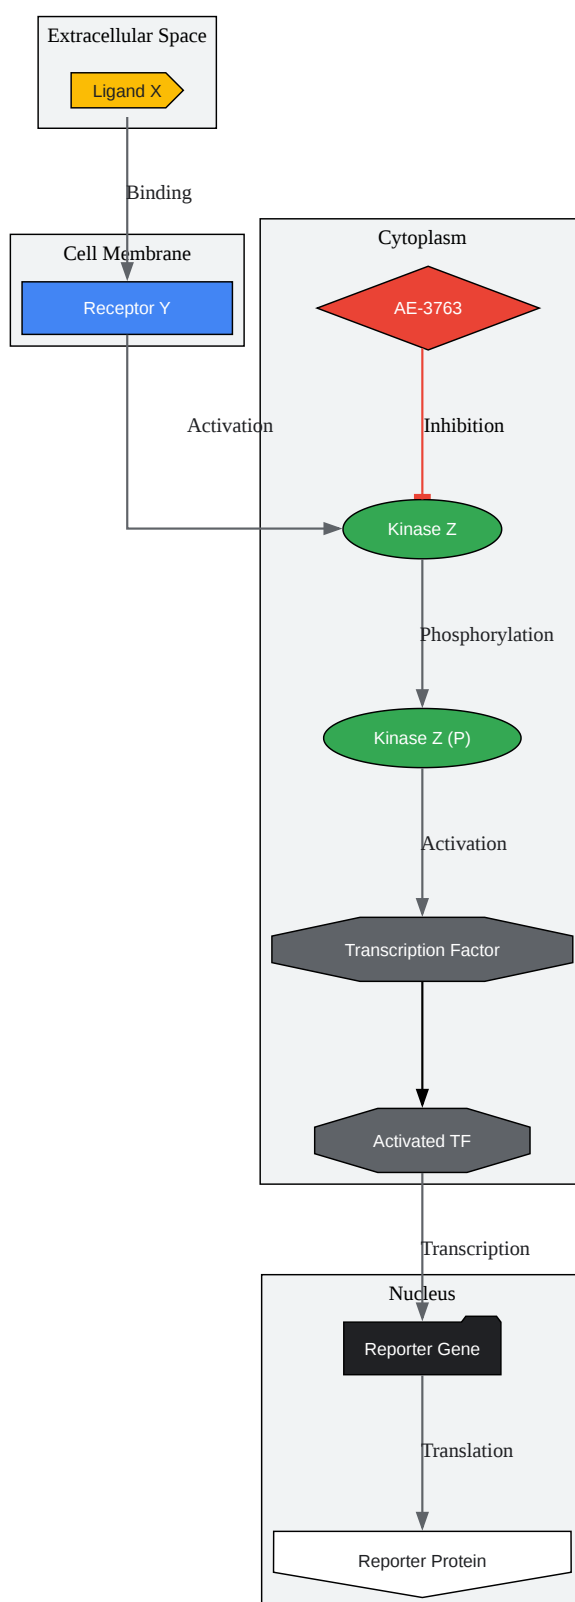 Extracellular Space
Ligand X
Binding
Cell Membrane
Receptor Y
Cytoplasm
AE-3763
Activation
Inhibition
Kinase Z
Phosphorylation
Kinase Z (P)
Activation
Transcription Factor
Activated TF
Transcription
Nucleus
Reporter Gene
Translation
Reporter Protein